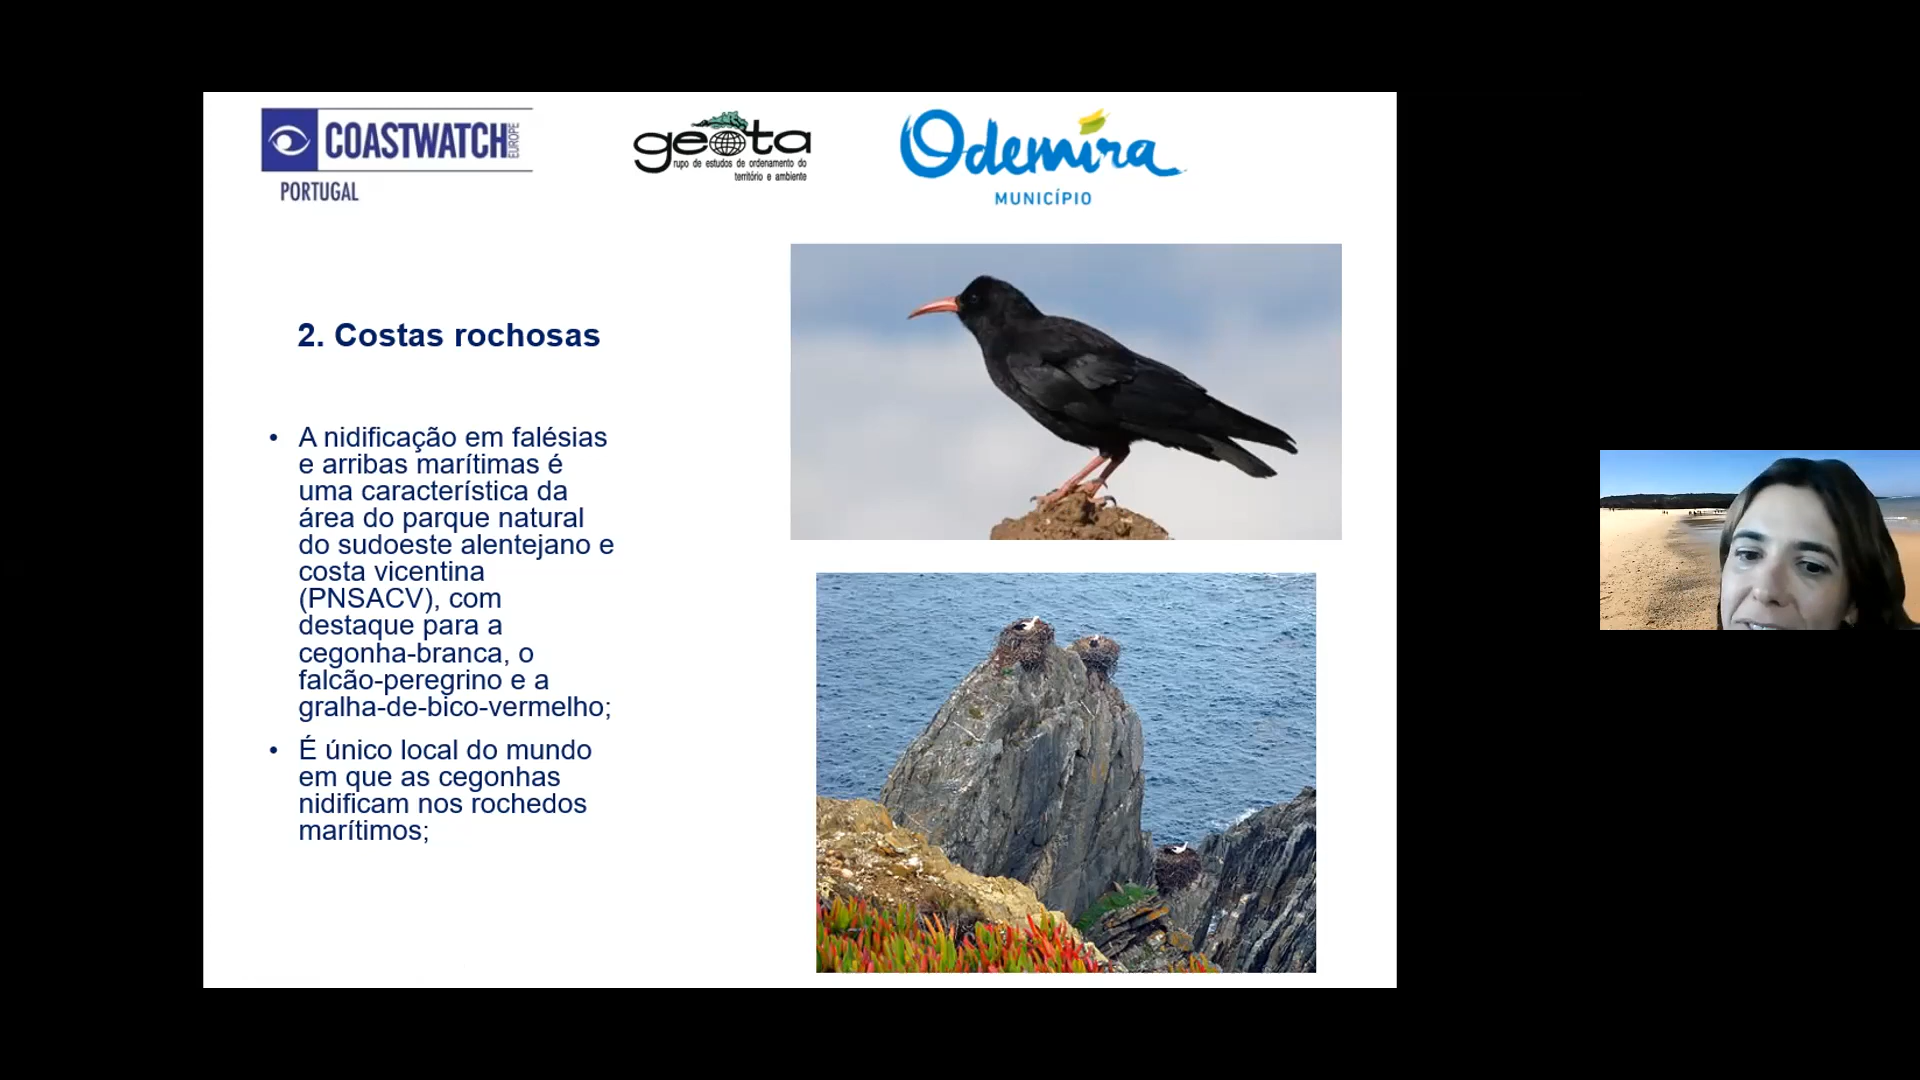 COASTWATCH EUROPE
PORTUGAL
geota
rupo de estudos de ordenamento do
território e ambiente
Odemira
MUNICÍPIO
2. Costas rochosas
• A nidificação em falésias
e arribas marítimas é
uma característica da
área do parque natural
do sudoeste alentejano e
costa vicentina
(PNSACV), com
destaque para a
cegonha-branca, o
falcão-peregrino e a
gralha-de-bico-vermelho;
• É único local do mundo
em que as cegonhas
nidificam nos rochedos
marítimos;